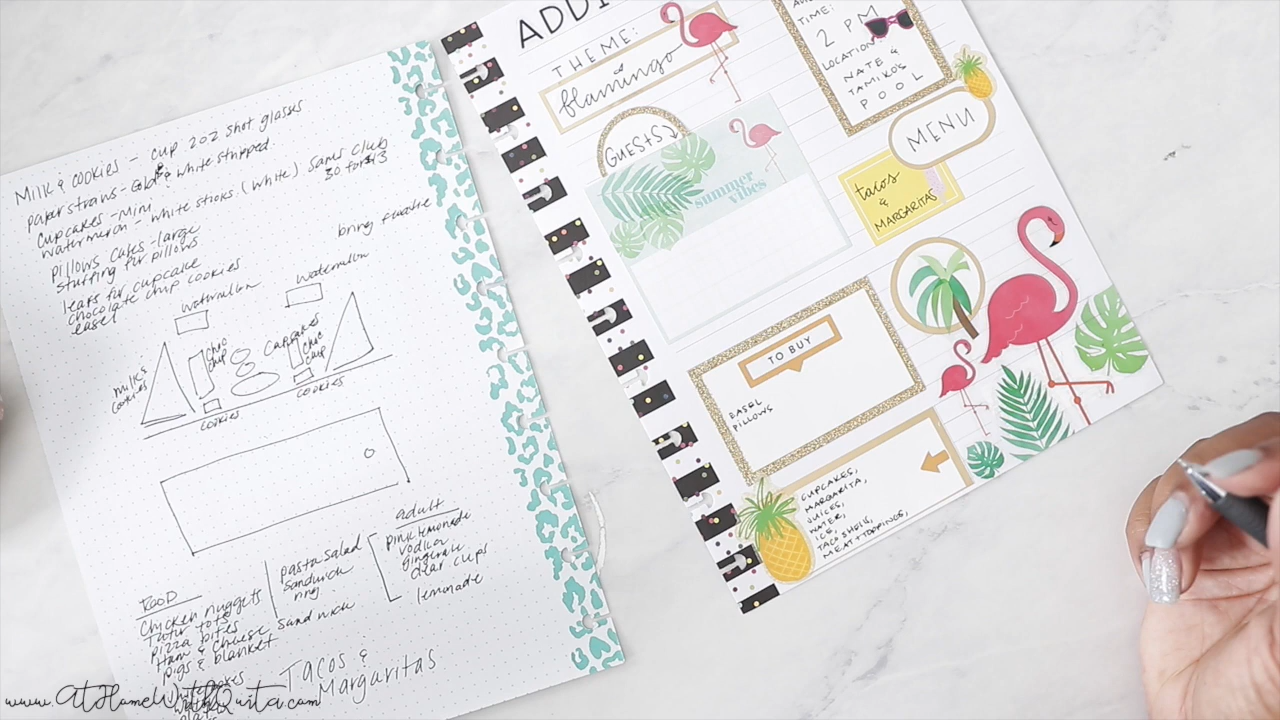 Milk & cookies - cup 2oz shot glasses
paper straws - Gold & white stripped.
Cupcakes - mini
watermelon white sticks (white) Sams Club
30 for $13
pillows cases - large
stuffing for pillows
bring
leafs for cupcake
chocolate chip cookies
easel
watermelon
watermelon
milk &
cookies
choc
chip
Cupcakes
choc
chip
cookies
cookies
Food
Chicken nuggets
Tator tots
pizza bites
Ham & cheese sandwich
pigs & blanket
pasta salad
sandwich
ring
adult
pink lemonade
vodka
gingerale
clear cups
lemonade
Tacos &
Margaritas
www.AtHomeWithQuita.com
THEME:
flamingo
GUESTS
summer
vibes
TO BUY
EASEL
PILLOWS
CUPCAKES,
MARGARITA,
JUICES,
WATER,
ICE,
TACO SHELLS,
MEAT + TOPPINGS,
TIME:
2 PM
LOCATION
NATE &
TAMIKO'S
POOL
MENU
tacos
&
MARGARITAS